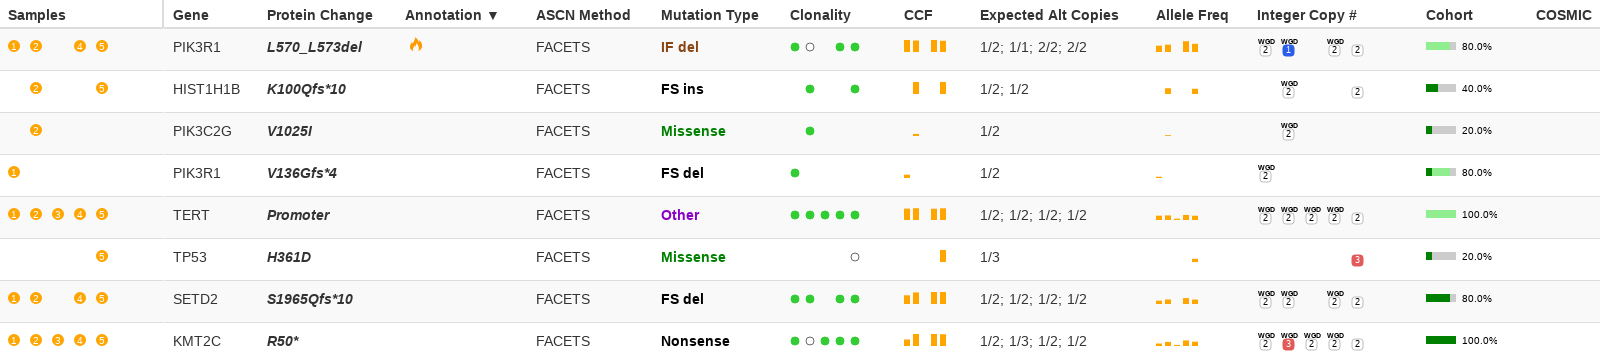 Samples Gene Protein Change Annotation ▼ ASCN Method Mutation Type Clonality CCF Expected Alt Copies Allele Freq Integer Copy # Cohort COSMIC
1 2 4 5 PIK3R1 L570_L573del FACETS IF del 1/2; 1/1; 2/2; 2/2 WGD 2 WGD 1 WGD 2 2 80.0%
2 5 HIST1H1B K100Qfs*10 FACETS FS ins 1/2; 1/2 WGD 2 2 40.0%
2 PIK3C2G V1025I FACETS Missense 1/2 WGD 2 20.0%
1 PIK3R1 V136Gfs*4 FACETS FS del 1/2 WGD 2 80.0%
1 2 3 4 5 TERT Promoter FACETS Other 1/2; 1/2; 1/2; 1/2 WGD 2 WGD 2 WGD 2 WGD 2 2 100.0%
5 TP53 H361D FACETS Missense 1/3 3 20.0%
1 2 4 5 SETD2 S1965Qfs*10 FACETS FS del 1/2; 1/2; 1/2; 1/2 WGD 2 WGD 2 WGD 2 2 80.0%
1 2 3 4 5 KMT2C R50* FACETS Nonsense 1/2; 1/3; 1/2; 1/2 WGD 2 WGD 3 WGD 2 WGD 2 2 100.0%